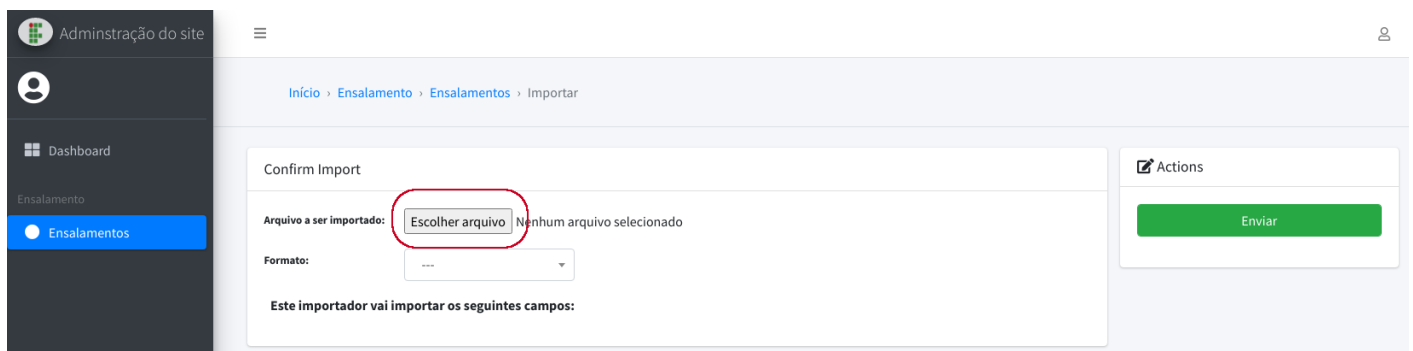 Adminstração do site
Início › Ensalamento › Ensalamentos › Importar
Dashboard
Ensalamento
Ensalamentos
Confirm Import
Arquivo a ser importado: Escolher arquivo Nenhum arquivo selecionado
Formato: ---
Este importador vai importar os seguintes campos:
Actions
Enviar